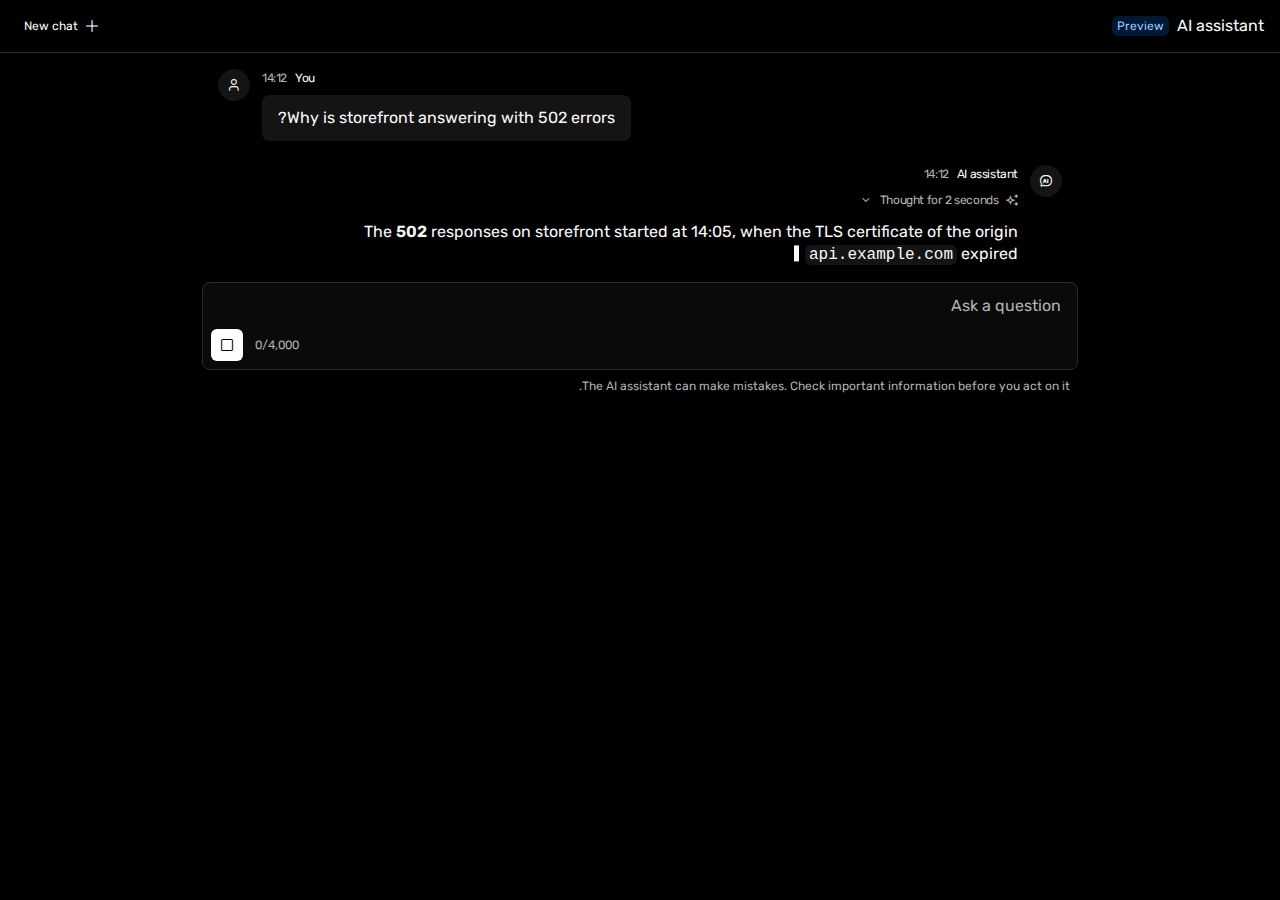 AI assistant Preview
New chat
You 14:12
Why is storefront answering with 502 errors?
AI assistant 14:12
Thought for 2 seconds
The 502 responses on storefront started at 14:05, when the TLS certificate of the origin
expired api.example.com
Ask a question
0/4,000
The AI assistant can make mistakes. Check important information before you act on it.